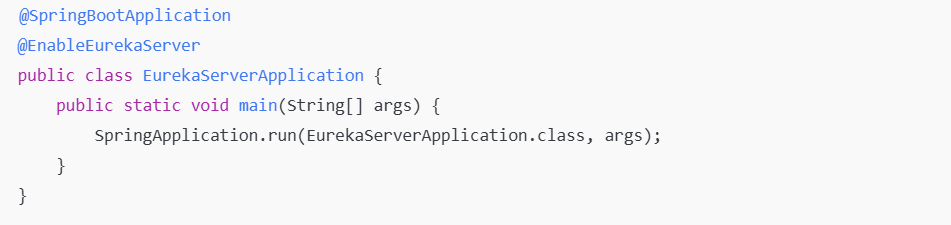 @SpringBootApplication
@EnableEurekaServer
public class EurekaServerApplication {
    public static void main(String[] args) {
        SpringApplication.run(EurekaServerApplication.class, args);
    }
}